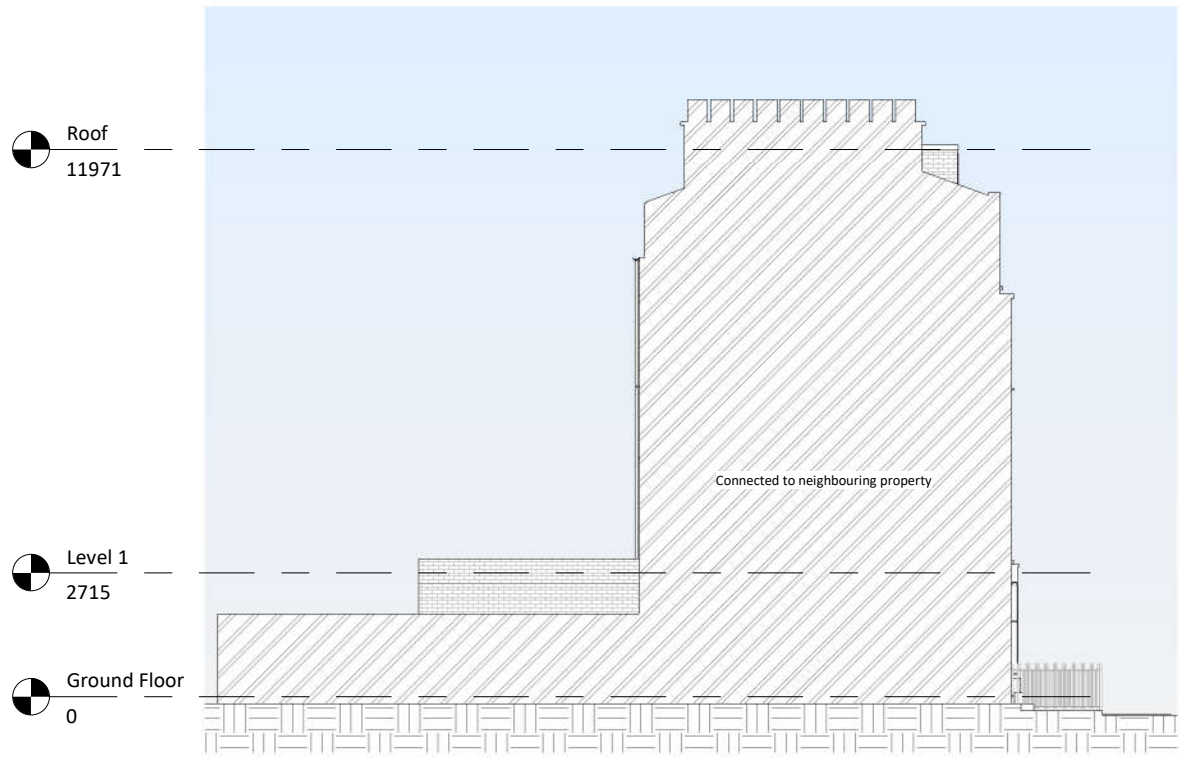 Roof
11971
Connected to neighbouring property
Level 1
2715
Ground Floor
0